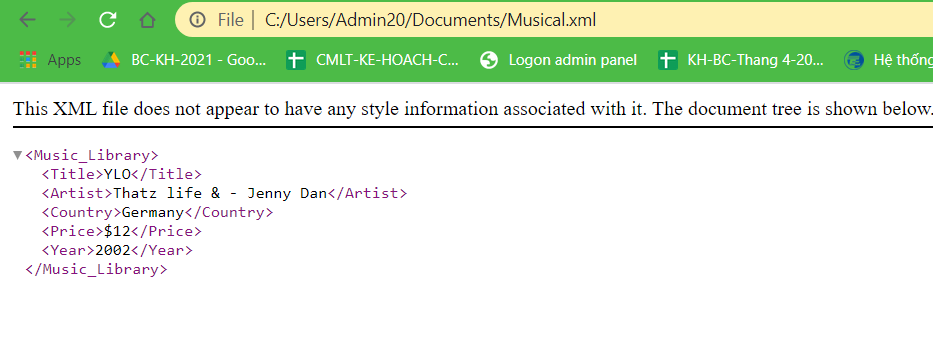 File | C:/Users/Admin20/Documents/Musical.xml
Apps BC-KH-2021 - Goo... CMLT-KE-HOACH-C... Logon admin panel KH-BC-Thang 4-20... Hệ thống
This XML file does not appear to have any style information associated with it. The document tree is shown below.
<Music_Library>
<Title>YLO</Title>
<Artist>Thatz life & - Jenny Dan</Artist>
<Country>Germany</Country>
<Price>$12</Price>
<Year>2002</Year>
</Music_Library>